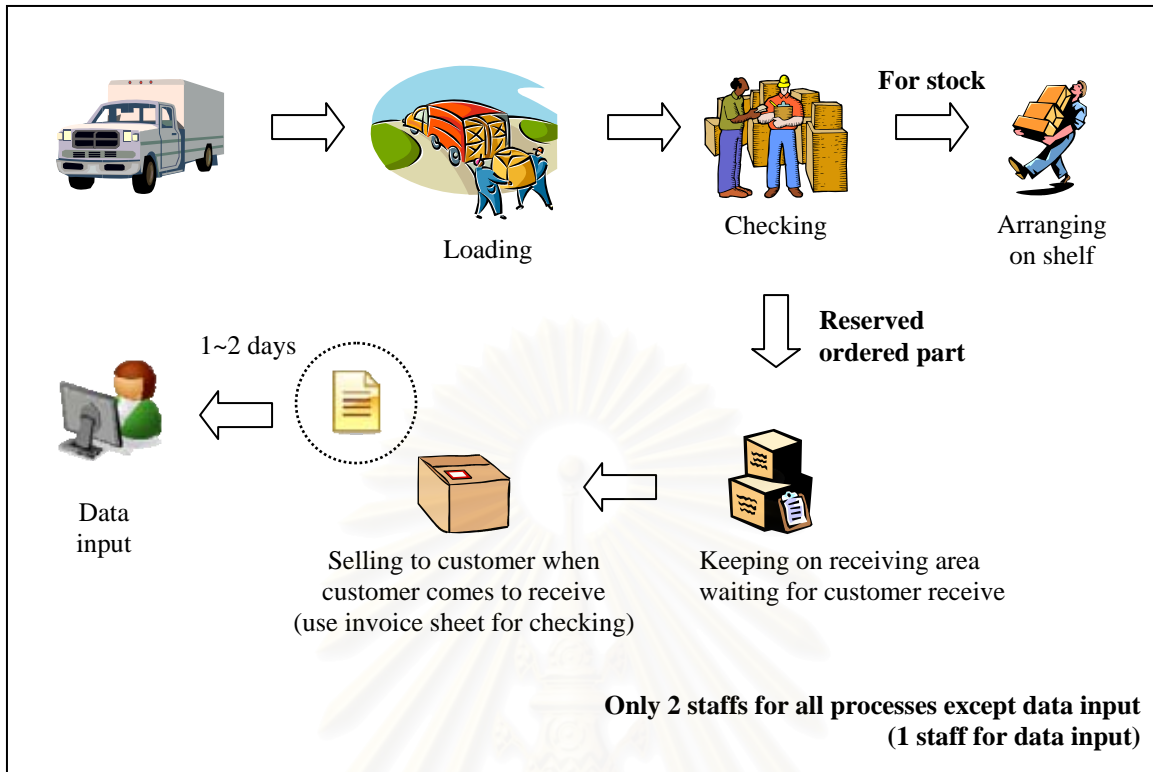 For stock
Loading
Checking
Arranging
on shelf
Reserved
ordered part
1~2 days
Data
input
Selling to customer when
customer comes to receive
(use invoice sheet for checking)
Keeping on receiving area
waiting for customer receive
Only 2 staffs for all processes except data input
(1 staff for data input)